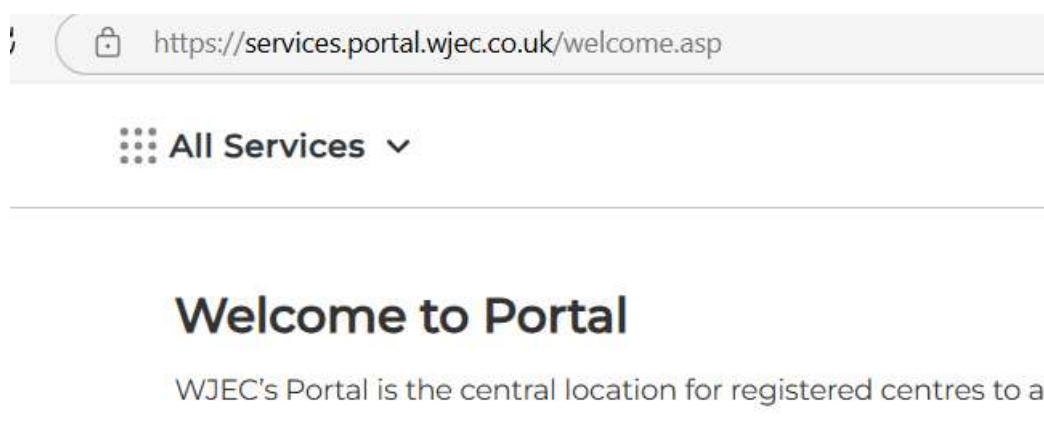 https://services.portal.wjec.co.uk/welcome.asp
All Services
Welcome to Portal
WJEC’s Portal is the central location for registered centres to a